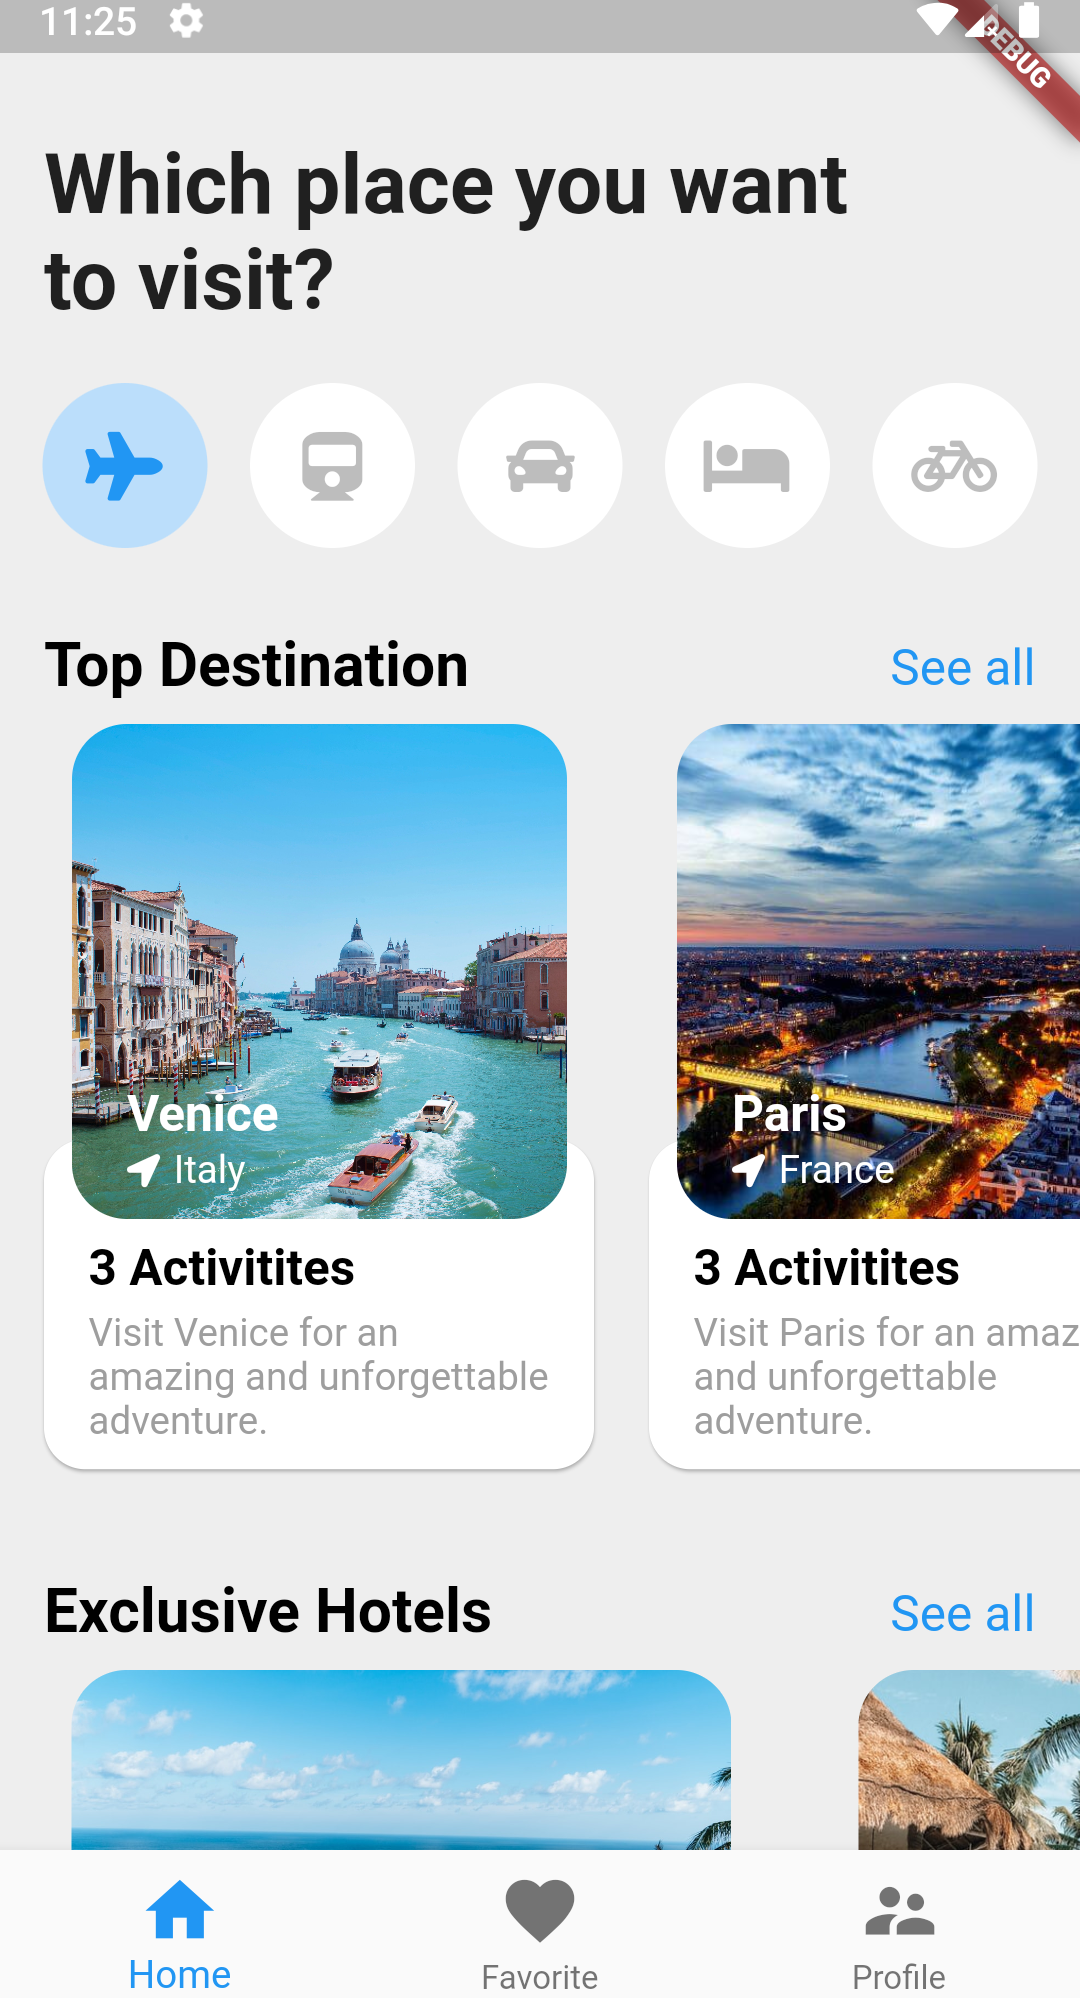 11:25
DEBUG
Which place you want
to visit?
Top Destination
See all
Venice
Italy
Paris
France
3 Activitites
Visit Venice for an
amazing and unforgettable
adventure.
3 Activitites
Visit Paris for an amaz
and unforgettable
adventure.
Exclusive Hotels
See all
Home
Favorite
Profile